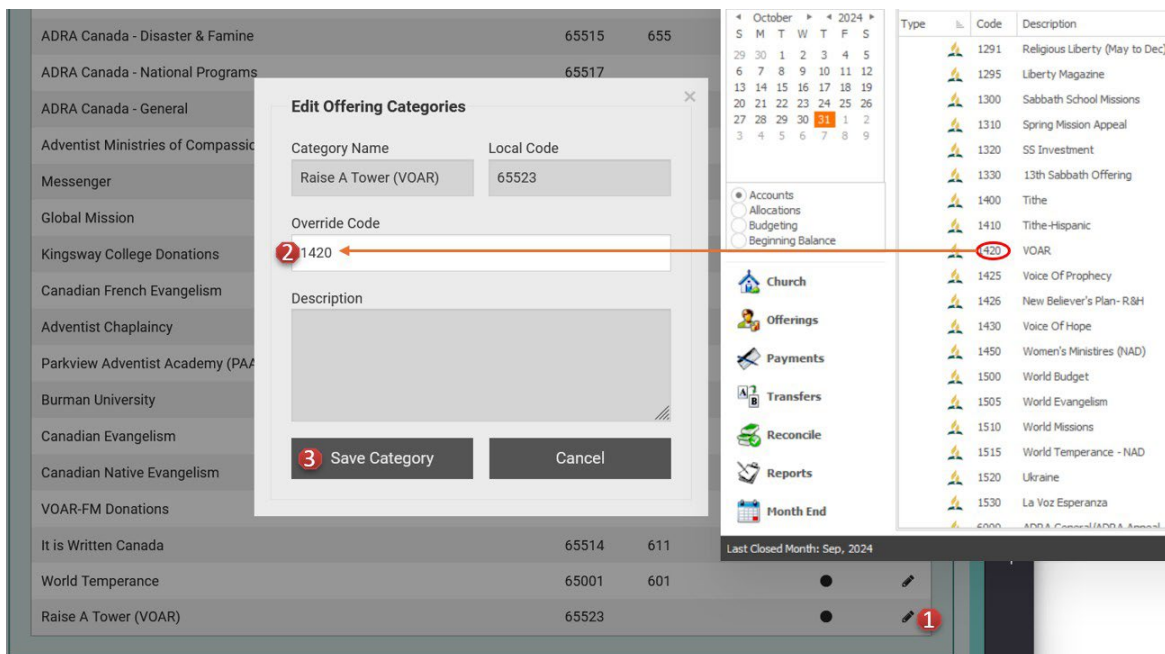 ADRA Canada - Disaster & Famine 65515 655
ADRA Canada - National Programs 65517
ADRA Canada - General
Adventist Ministries of Compassic
Messenger
Global Mission
Kingsway College Donations
Canadian French Evangelism
Adventist Chaplaincy
Parkview Adventist Academy (PAA
Burman University
Canadian Evangelism
Canadian Native Evangelism
VOAR-FM Donations
It is Written Canada 65514 611
World Temperance 65001 601
Raise A Tower (VOAR) 65523
1
Edit Offering Categories
×
Category Name Local Code
Raise A Tower (VOAR) 65523
Override Code
2 1420
Description
3 Save Category Cancel
October 2024
S M T W T F S
29 30 1 2 3 4 5
6 7 8 9 10 11 12
13 14 15 16 17 18 19
20 21 22 23 24 25 26
27 28 29 30 31 1 2
3 4 5 6 7 8 9
Accounts
Allocations
Budgeting
Beginning Balance
Church
Offerings
Payments
A 2
B Transfers
Reconcile
Reports
Month End
Last Closed Month: Sep, 2024
Type Code Description
1291 Religious Liberty (May to Dec)
1295 Liberty Magazine
1300 Sabbath School Missions
1310 Spring Mission Appeal
1320 SS Investment
1330 13th Sabbath Offering
1400 Tithe
1410 Tithe-Hispanic
1420 VOAR
1425 Voice Of Prophecy
1426 New Believer's Plan- R&H
1430 Voice Of Hope
1450 Women's Ministires (NAD)
1500 World Budget
1505 World Evangelism
1510 World Missions
1515 World Temperance - NAD
1520 Ukraine
1530 La Voz Esperanza
6000 ADRA General/ADRA Appeal